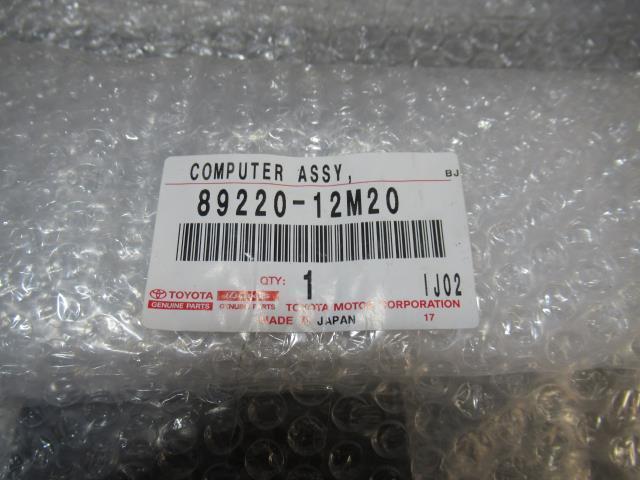 COMPUTER ASSY,
BJ
89220-12M20
QTY: 1 IJ02
TOYOTA
GENUINE PARTS GENUINE PARTS TOYOTA MOTOR CORPORATION
MADE IN JAPAN 17